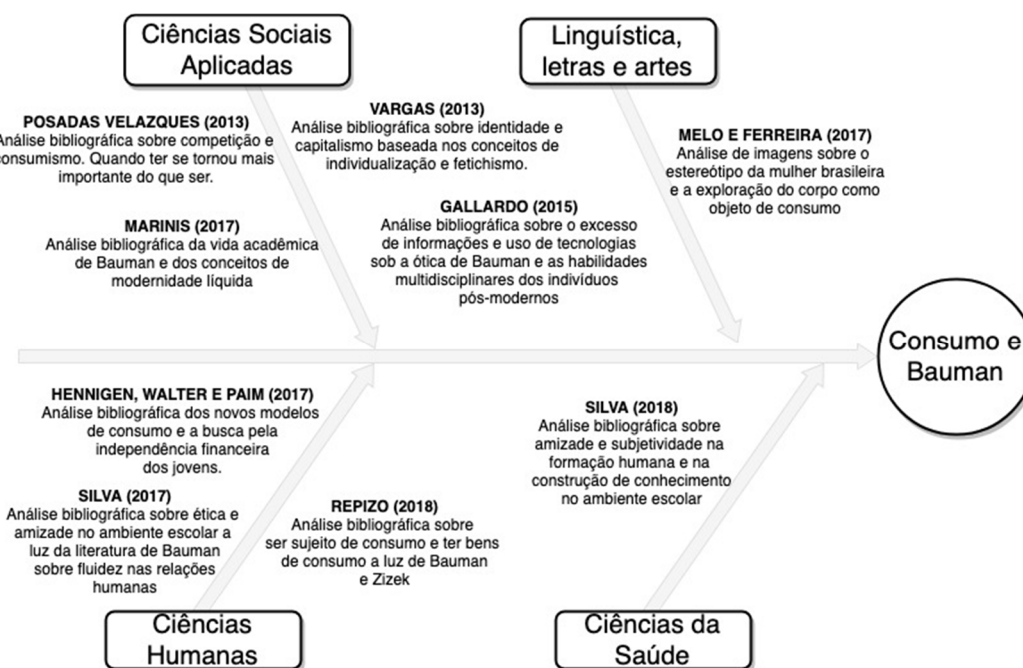 Ciências Sociais
Aplicadas
Linguística,
letras e artes
POSADAS VELAZQUES (2013)
Análise bibliográfica sobre competição e
consumismo. Quando ter se tornou mais
importante do que ser.
VARGAS (2013)
Análise bibliográfica sobre identidade e
capitalismo baseada nos conceitos de
individualização e fetichismo.
MELO E FERREIRA (2017)
Análise de imagens sobre o
estereótipo da mulher brasileira
e a exploração do corpo como
objeto de consumo
MARINIS (2017)
Análise bibliográfica da vida acadêmica
de Bauman e dos conceitos de
modernidade líquida
GALLARDO (2015)
Análise bibliográfica sobre o excesso
de informações e uso de tecnologias
sob a ótica de Bauman e as habilidades
multidisciplinares dos indivíduos
pós-modernos
Consumo e
Bauman
HENNIGEN, WALTER E PAIM (2017)
Análise bibliográfica dos novos modelos
de consumo e a busca pela
independência financeira
dos jovens.
SILVA (2018)
Análise bibliográfica sobre
amizade e subjetividade na
formação humana e na
construção de conhecimento
no ambiente escolar
SILVA (2017)
Análise bibliográfica sobre ética e
amizade no ambiente escolar a
luz da literatura de Bauman
sobre fluidez nas relações
humanas
REPIZO (2018)
Análise bibliográfica sobre
ser sujeito de consumo e ter bens
de consumo a luz de Bauman
e Zizek
Ciências
Humanas
Ciências da
Saúde